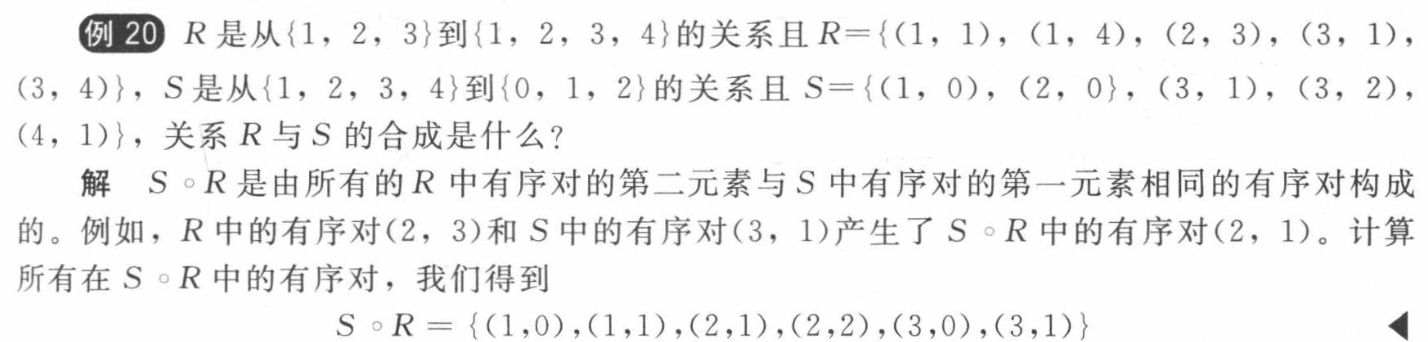 例 20 R 是从{1, 2, 3}到{1, 2, 3, 4}的关系且 R={(1, 1), (1, 4), (2, 3), (3, 1),
(3, 4)}, S 是从{1, 2, 3, 4}到{0, 1, 2}的关系且 S={(1, 0), (2, 0}, (3, 1), (3, 2),
(4, 1)}, 关系 R 与 S 的合成是什么?
解 S∘R 是由所有的 R 中有序对的第二元素与 S 中有序对的第一元素相同的有序对构成
的。例如, R 中的有序对(2, 3)和 S 中的有序对(3, 1)产生了 S∘R 中的有序对(2, 1)。计算
所有在 S∘R 中的有序对, 我们得到
S∘R = {(1,0),(1,1),(2,1),(2,2),(3,0),(3,1)} ◀